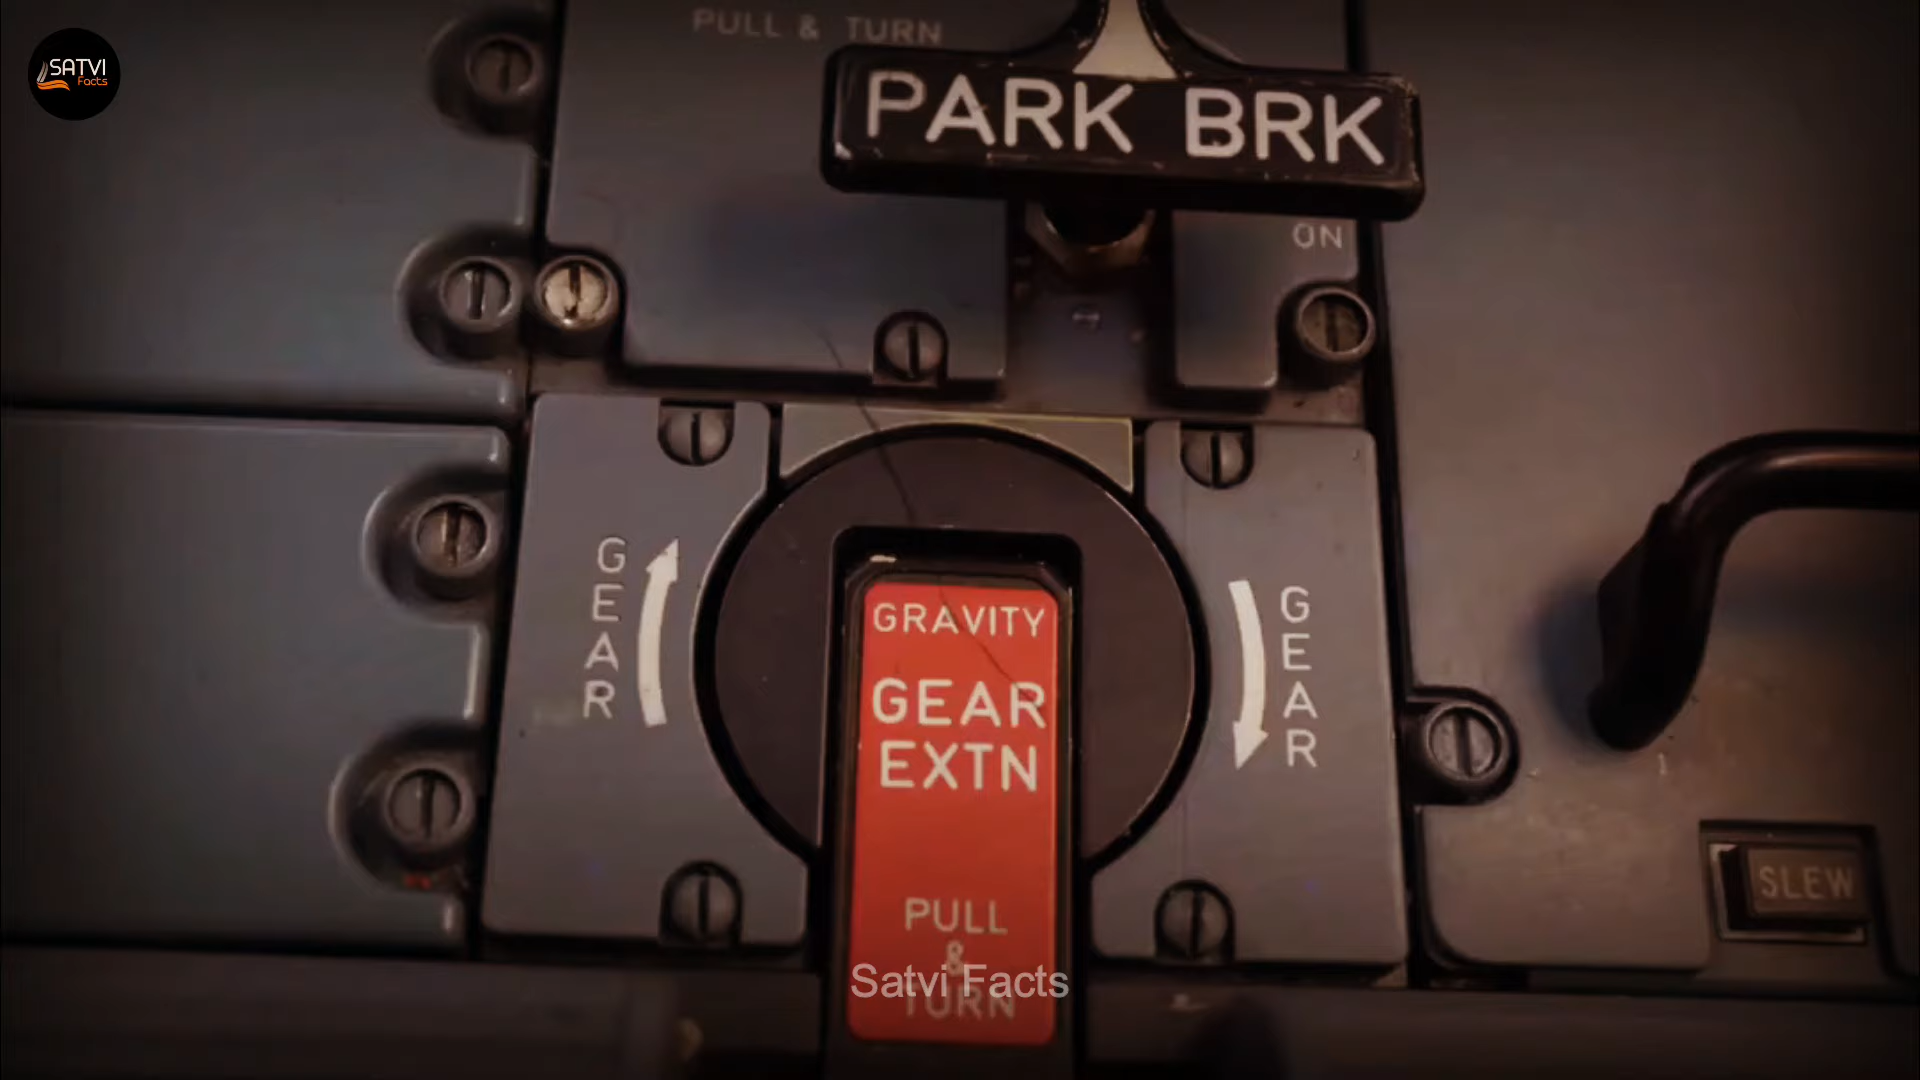 SATVI
Facts
PULL & TURN
PARK BRK
ON
GEAR
GRAVITY
GEAR
EXTN
PULL
&
TURN
GEAR
SLEW
Satvi Facts